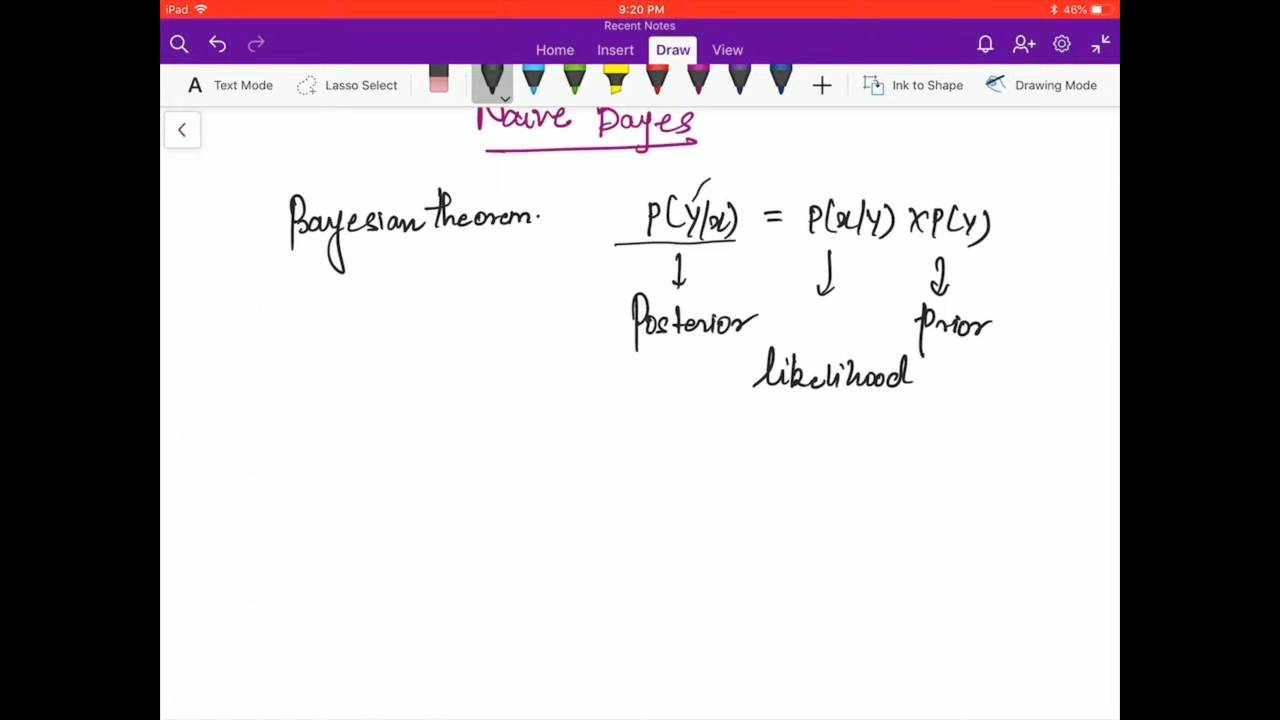 iPad 9:20 PM 46%
Recent Notes
Home Insert Draw View
A Text Mode Lasso Select Ink to Shape Drawing Mode
Naive Bayes
Bayesian theorem. P(Y/x) = P(x/Y) X P(Y)
Posterior Prior
likelihood